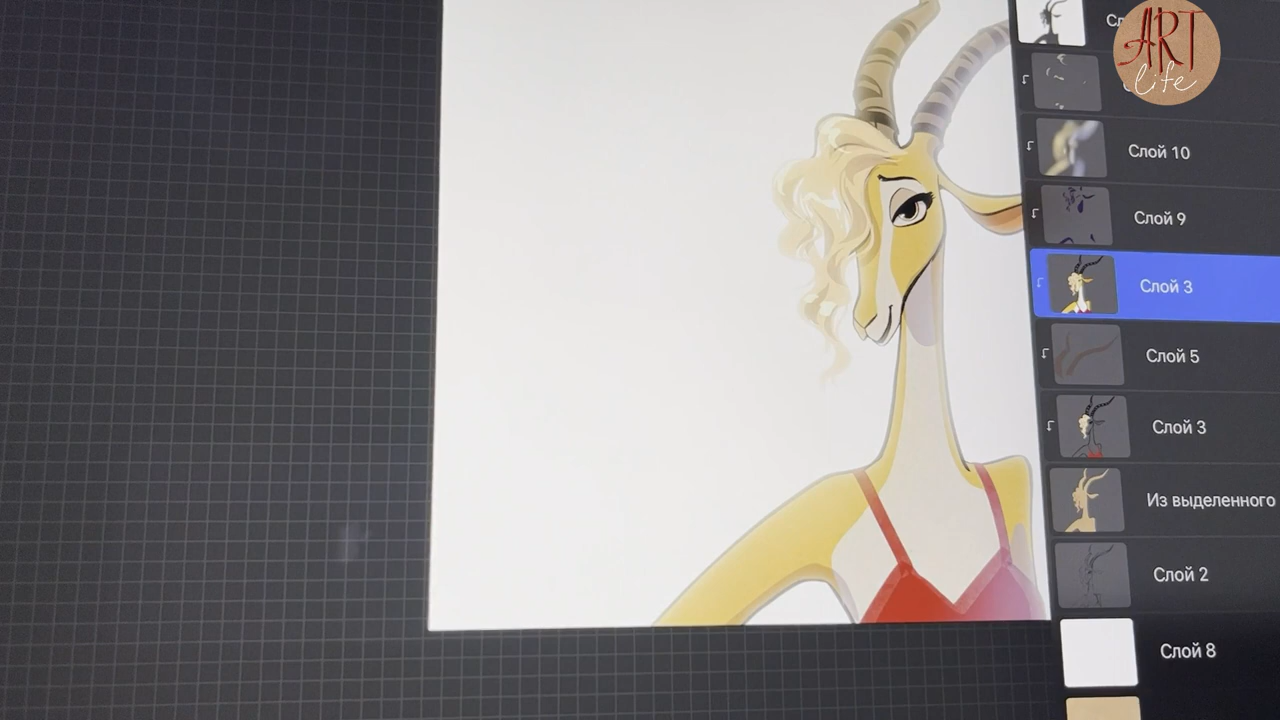 ART
life
Слой 10
Слой 9
Слой 3
Слой 5
Слой 3
Из выделенного
Слой 2
Слой 8